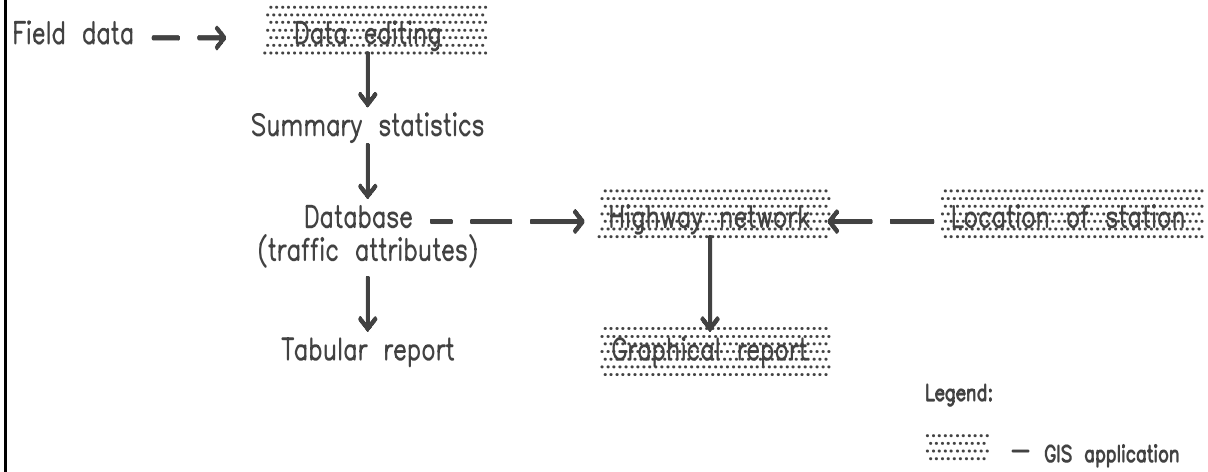 Field data
Data editing
Summary statistics
Database
(traffic attributes)
Highway network
Location of station
Tabular report
Graphical report
Legend:
— GIS application